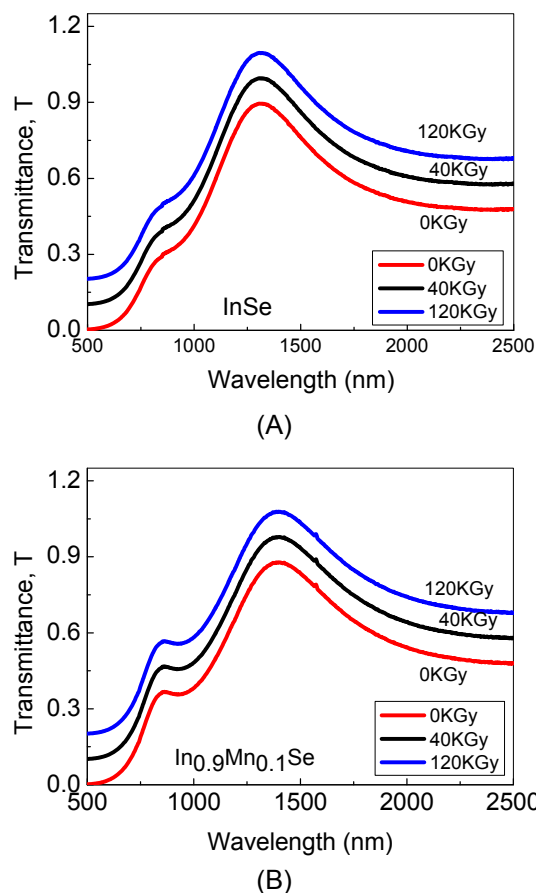 1.2
0.9
0.6
0.3
0.0
Transmittance, T
120KGy
40KGy
0KGy
InSe
0KGy
40KGy
120KGy
500 1000 1500 2000 2500
Wavelength (nm)
(A)
1.2
0.9
0.6
0.3
0.0
Transmittance, T
120KGy
40KGy
0KGy
In0.9Mn0.1Se
0KGy
40KGy
120KGy
500 1000 1500 2000 2500
Wavelength (nm)
(B)